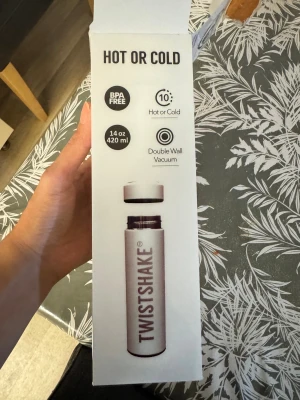 HOT OR COLD
BPA
FREE
10
Hot or Cold
14 oz
420 ml
Double Wall
Vacuum
TWISTSHAKE®